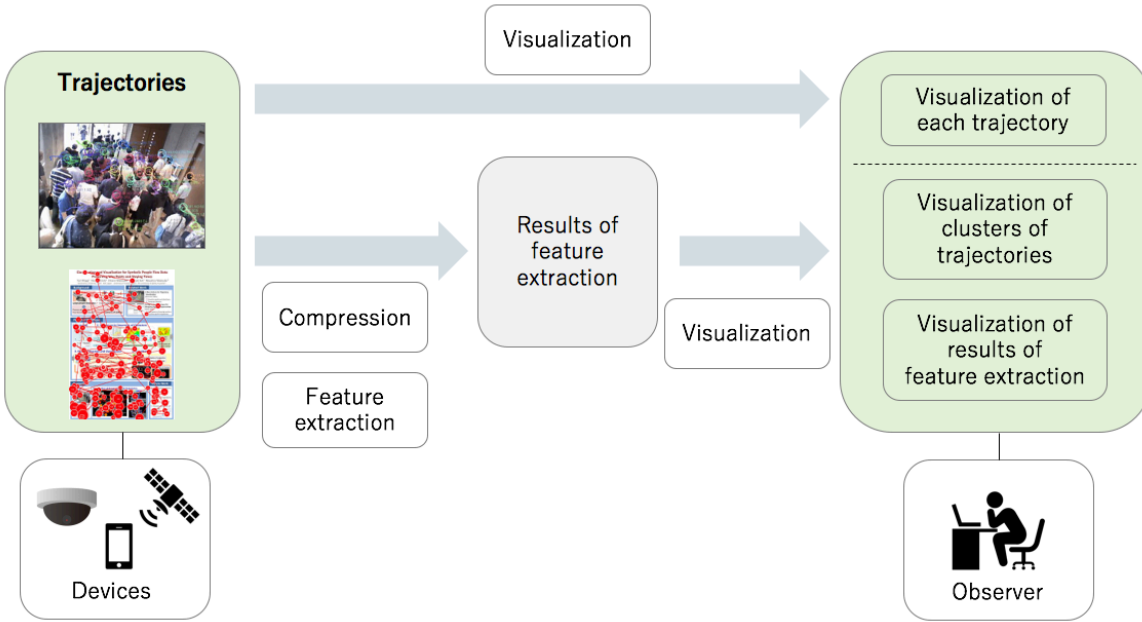 Visualization
Trajectories
Visualization of
each trajectory
Results of
feature
extraction
Visualization of
clusters of
trajectories
Compression
Visualization
Visualization of
results of
feature extraction
Feature
extraction
Devices
Observer